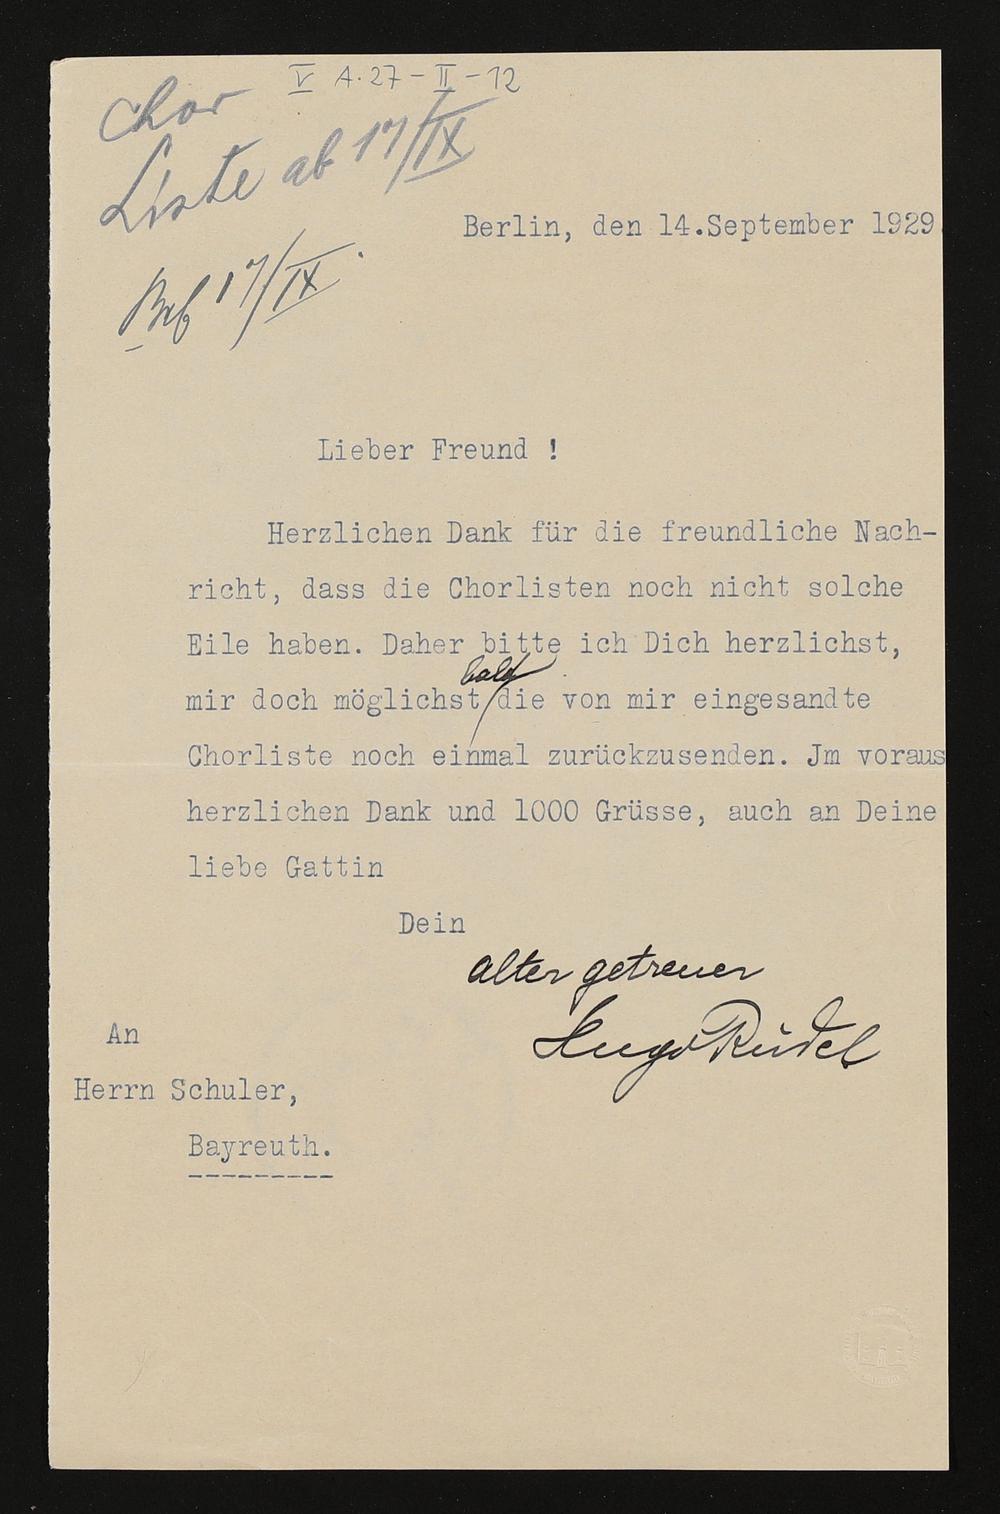 V A·27-II-12
Chor
Liste ab 17/IX
17/IX.
Berlin, den 14.September 1929.
Lieber Freund !
Herzlichen Dank für die freundliche Nach-
richt, dass die Chorlisten noch nicht solche
Eile haben. Daher bitte ich Dich herzlichst,
mir doch möglichst bald die von mir eingesandte
Chorliste noch einmal zurückzusenden. Jm voraus
herzlichen Dank und 1000 Grüsse, auch an Deine
liebe Gattin
Dein
alter getreuer
Hugo Rüdel
An
Herrn Schuler,
Bayreuth.